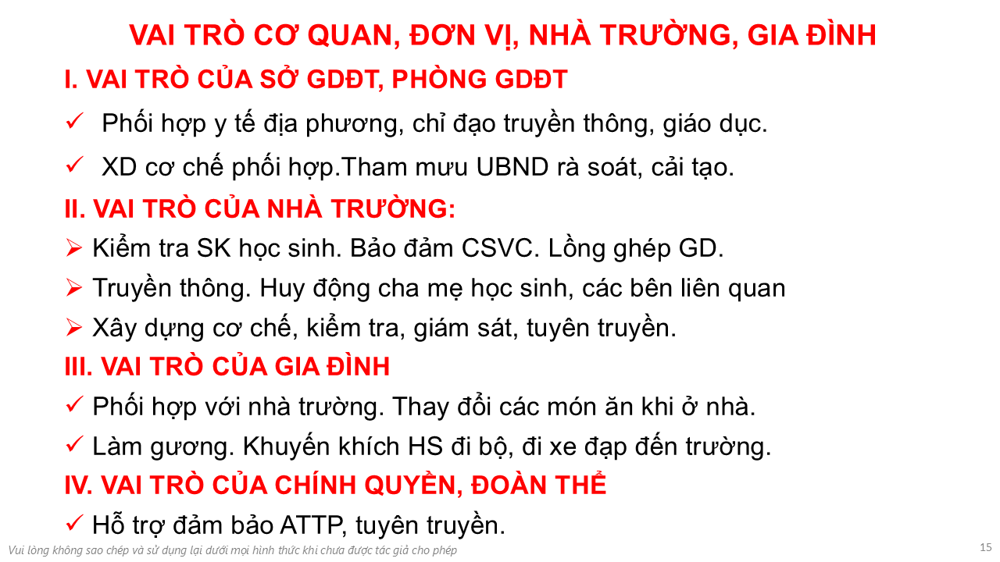 VAI TRÒ CƠ QUAN, ĐƠN VỊ, NHÀ TRƯỜNG, GIA ĐÌNH
I. VAI TRÒ CỦA SỞ GDĐT, PHÒNG GDĐT
✓ Phối hợp y tế địa phương, chỉ đạo truyền thông, giáo dục.
✓ XD cơ chế phối hợp.Tham mưu UBND rà soát, cải tạo.
II. VAI TRÒ CỦA NHÀ TRƯỜNG:
➢ Kiểm tra SK học sinh. Bảo đảm CSVC. Lồng ghép GD.
➢ Truyền thông. Huy động cha mẹ học sinh, các bên liên quan
➢ Xây dựng cơ chế, kiểm tra, giám sát, tuyên truyền.
III. VAI TRÒ CỦA GIA ĐÌNH
✓ Phối hợp với nhà trường. Thay đổi các món ăn khi ở nhà.
✓ Làm gương. Khuyến khích HS đi bộ, đi xe đạp đến trường.
IV. VAI TRÒ CỦA CHÍNH QUYỀN, ĐOÀN THỂ
✓ Hỗ trợ đảm bảo ATTP, tuyên truyền.
Vui lòng không sao chép và sử dụng lại dưới mọi hình thức khi chưa được tác giả cho phép
15